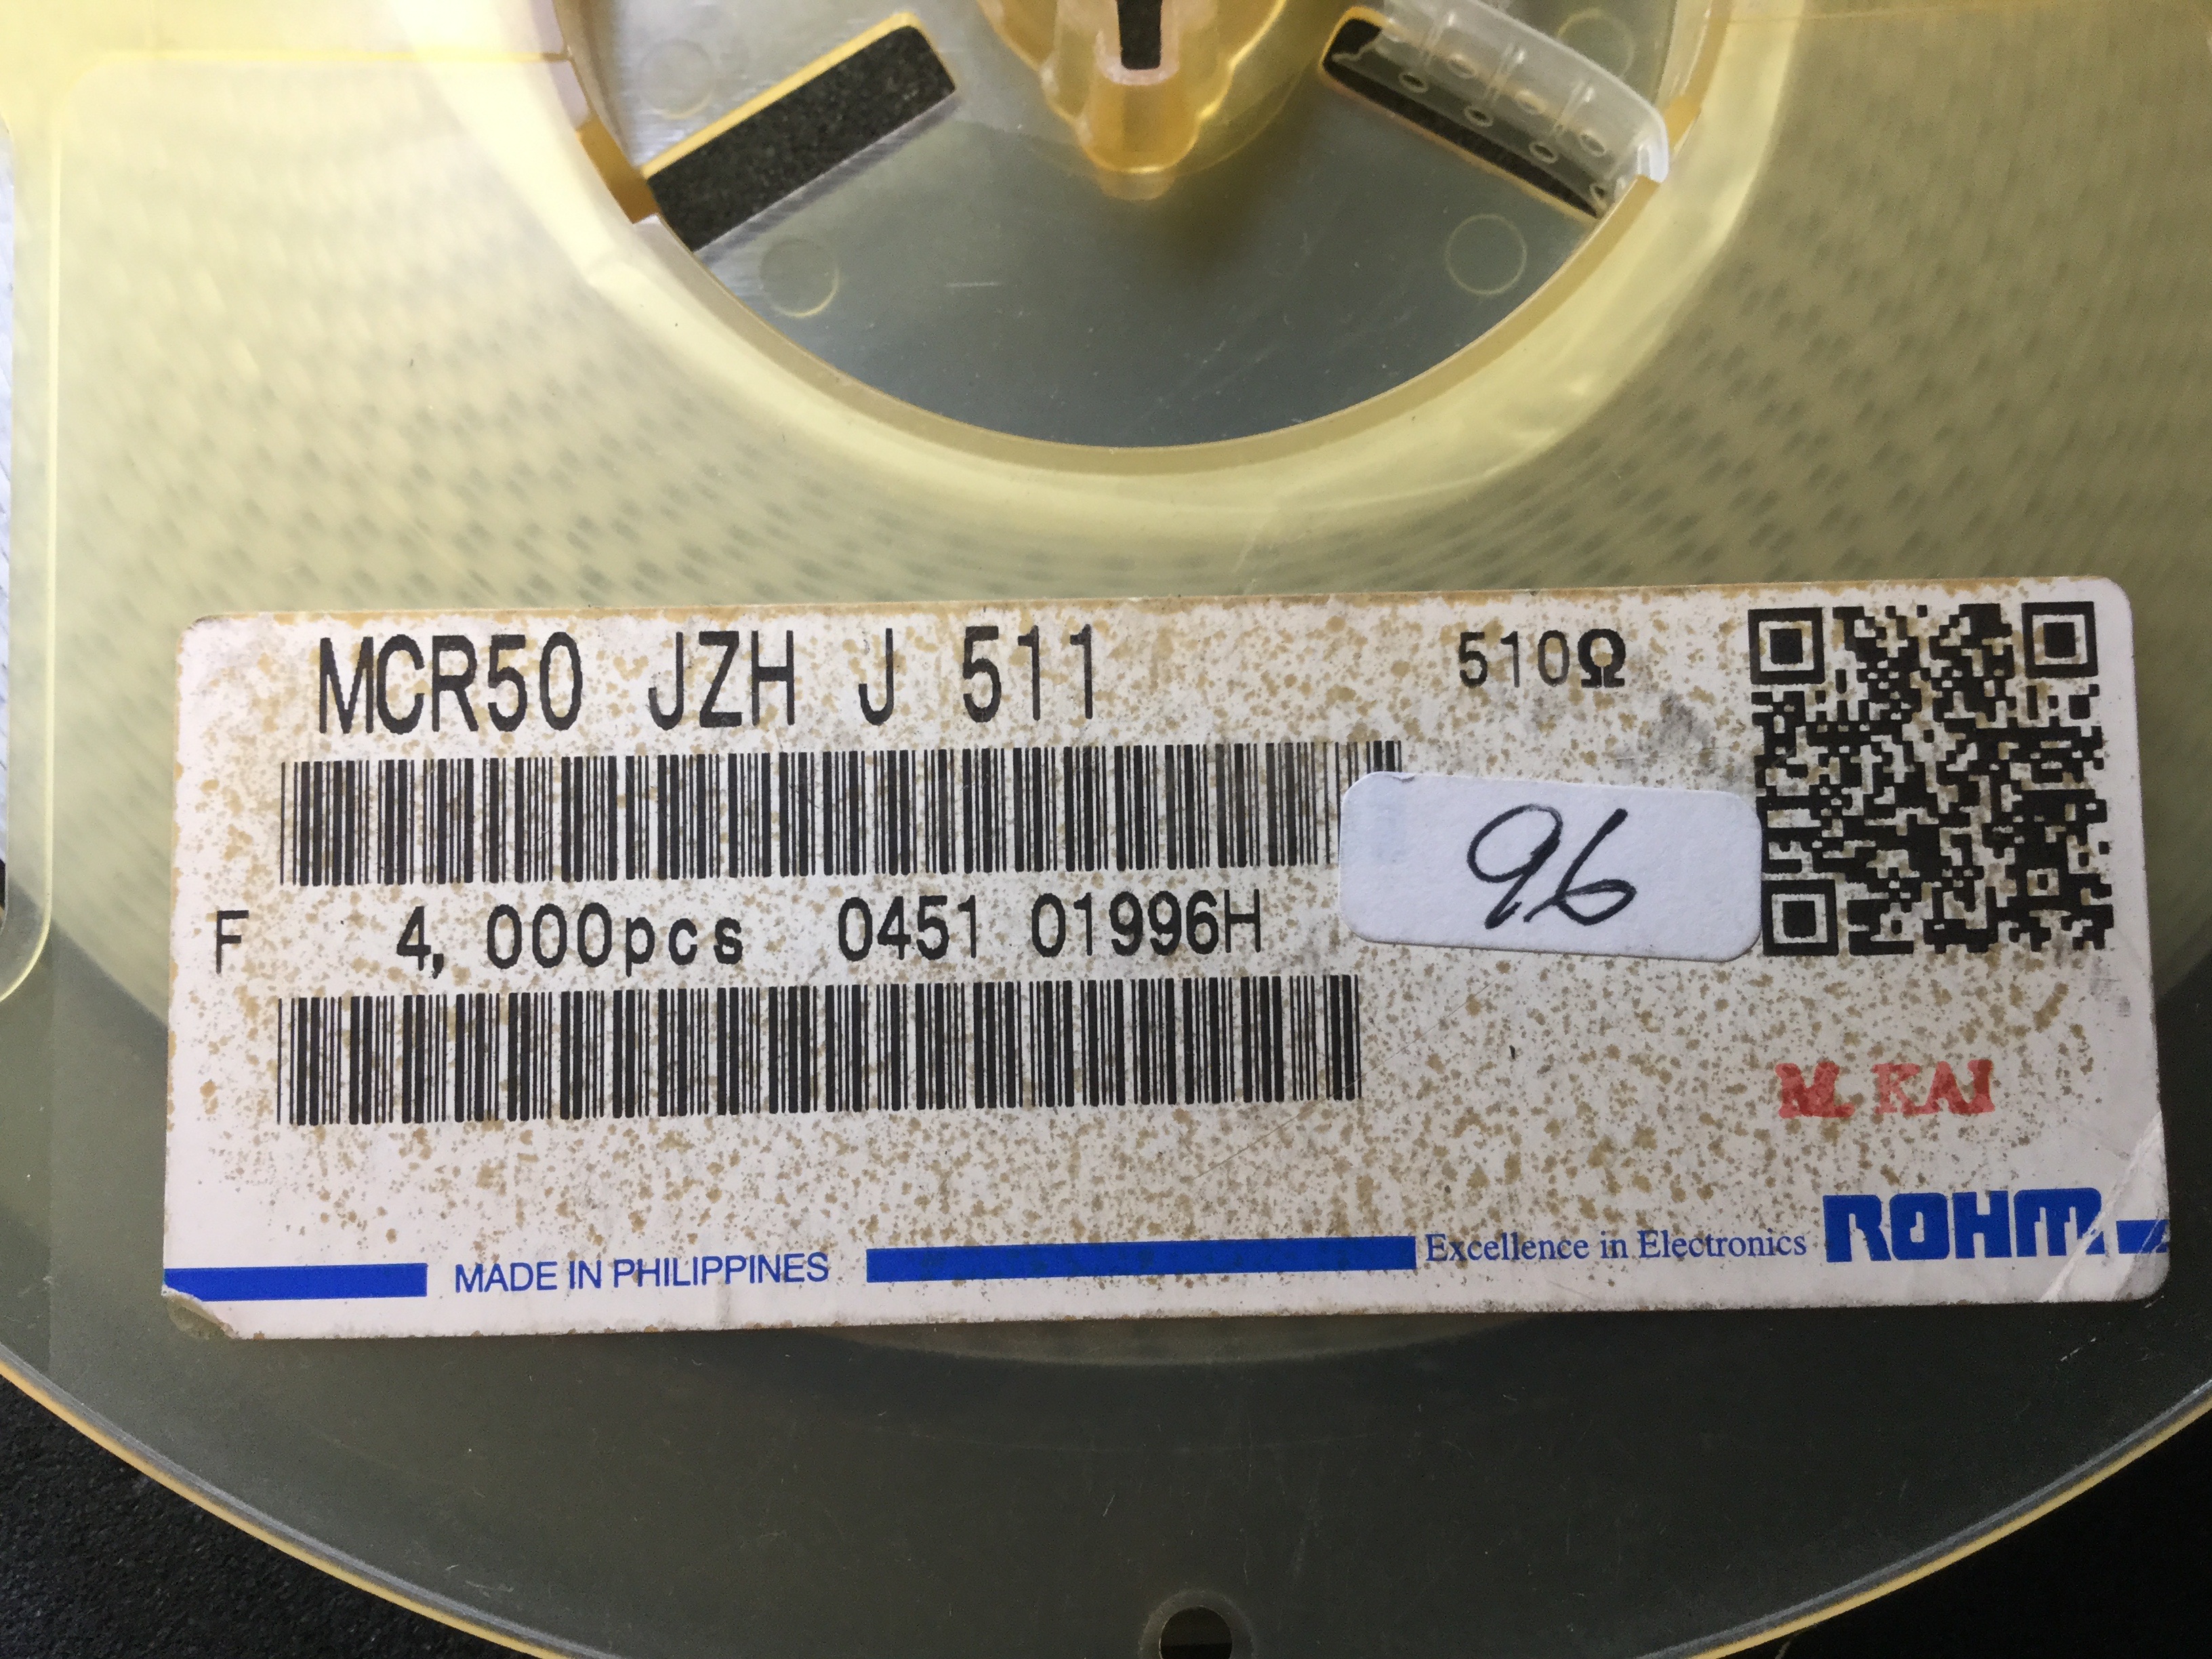 MCR50 JZH J 511 510Ω
96
F 4,000pcs 0451 01996H
M. KAI
MADE IN PHILIPPINES Excellence in Electronics ROHM